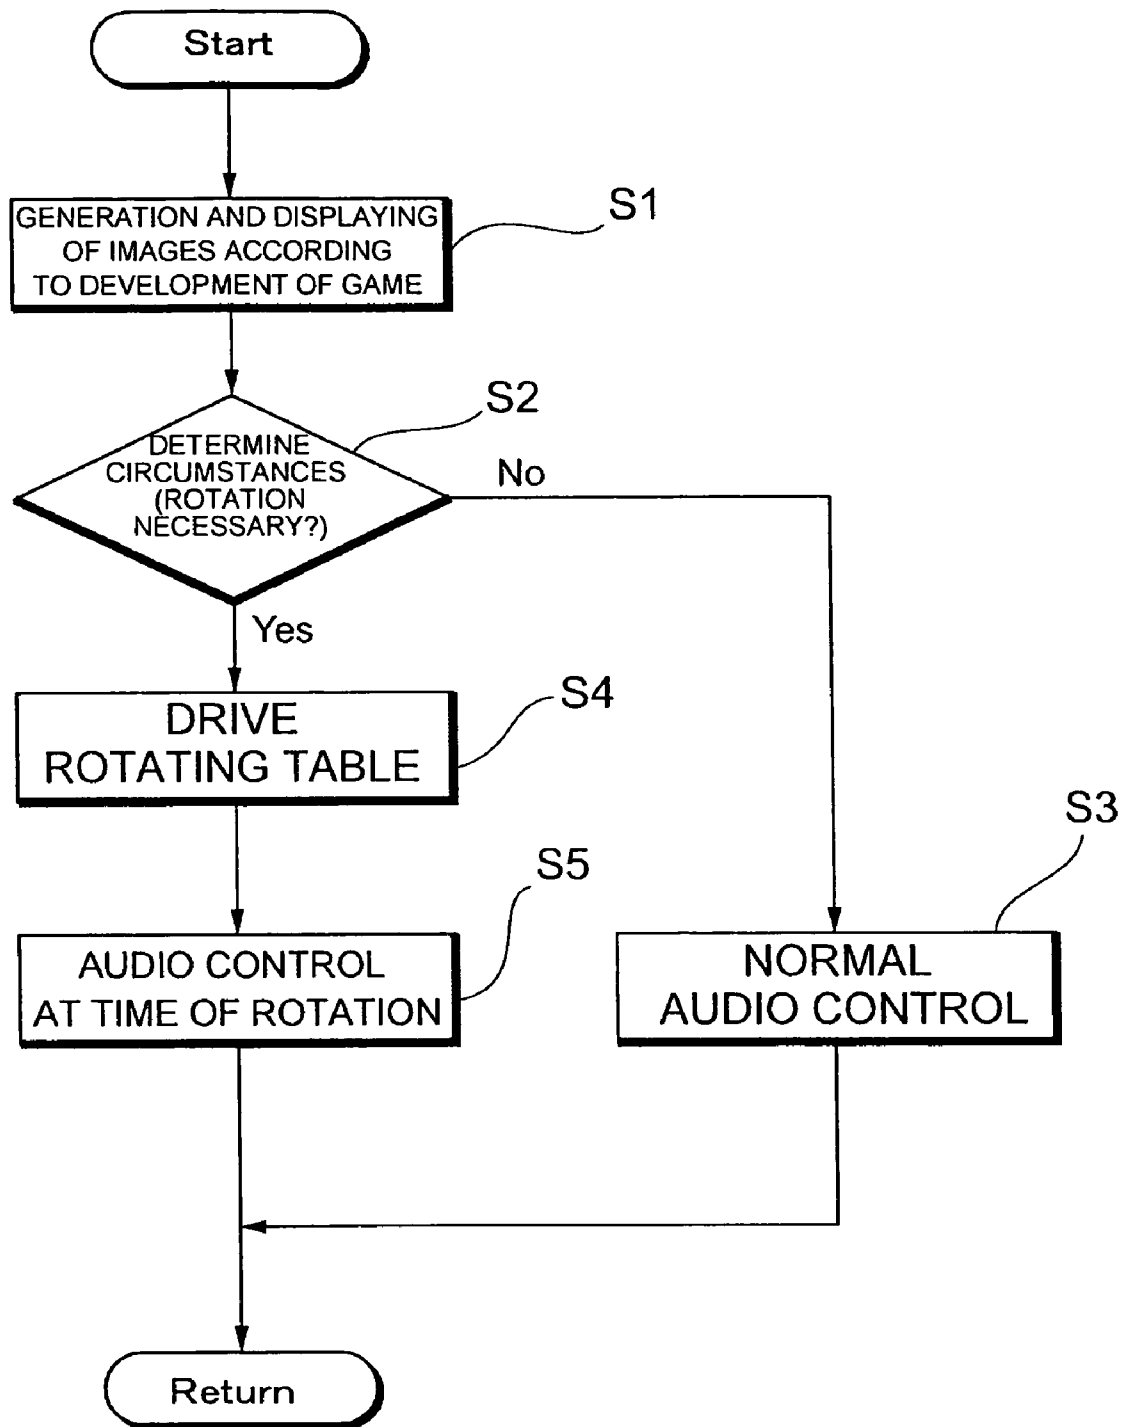 Start
GENERATION AND DISPLAYING
OF IMAGES ACCORDING
TO DEVELOPMENT OF GAME
S1
S2
DETERMINE
CIRCUMSTANCES
(ROTATION
NECESSARY?)
No
Yes
DRIVE
ROTATING TABLE
S4
S5
S3
AUDIO CONTROL
AT TIME OF ROTATION
NORMAL
AUDIO CONTROL
Return